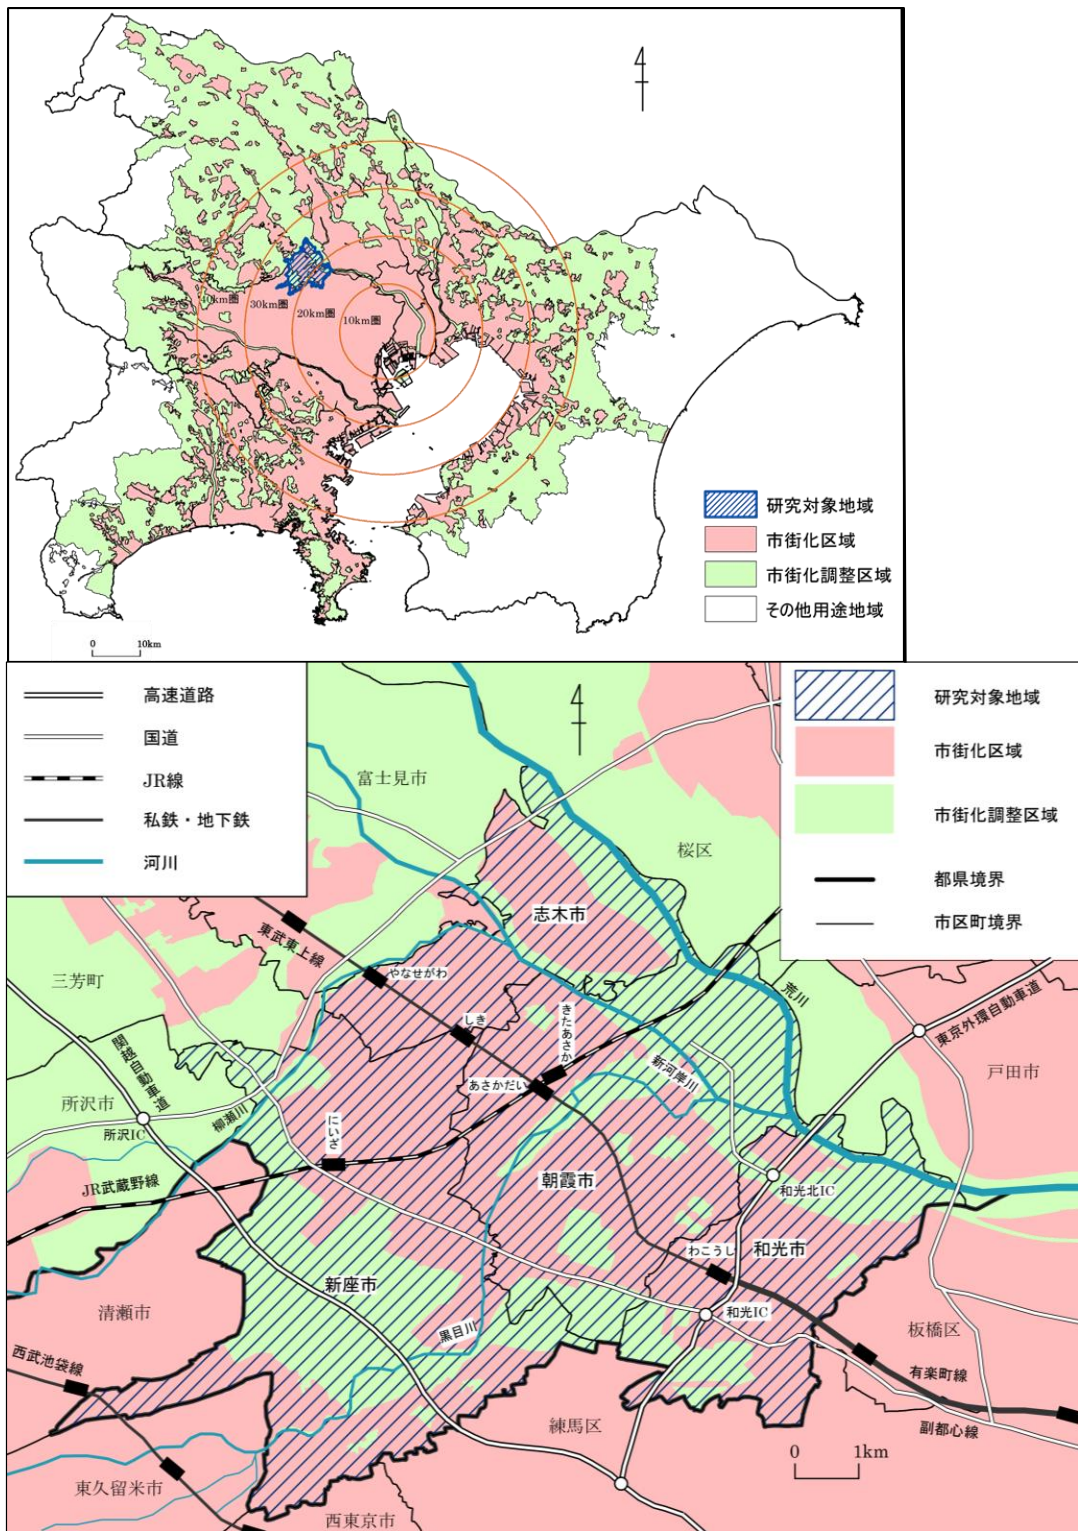 4
40km圏
30km圏
20km圏
10km圏
研究対象地域
市街化区域
市街化調整区域
その他用途地域
0 10km
高速道路
国道
JR線
私鉄・地下鉄
河川
4
研究対象地域
市街化区域
市街化調整区域
都県境界
市区町境界
富士見市
桜区
志木市
東武東上線
やなせがわ
三芳町
しき
きたあさか
荒川
東京外環自動車道
関越自動車道
新河岸川
あさかだい
戸田市
所沢市
柳瀬川
所沢IC
にいざ
朝霞市
JR武蔵野線
和光北IC
わこうし
和光市
新座市
清瀬市
黒目川
和光IC
板橋区
西武池袋線
有楽町線
練馬区
副都心線
0 1km
東久留米市
西東京市